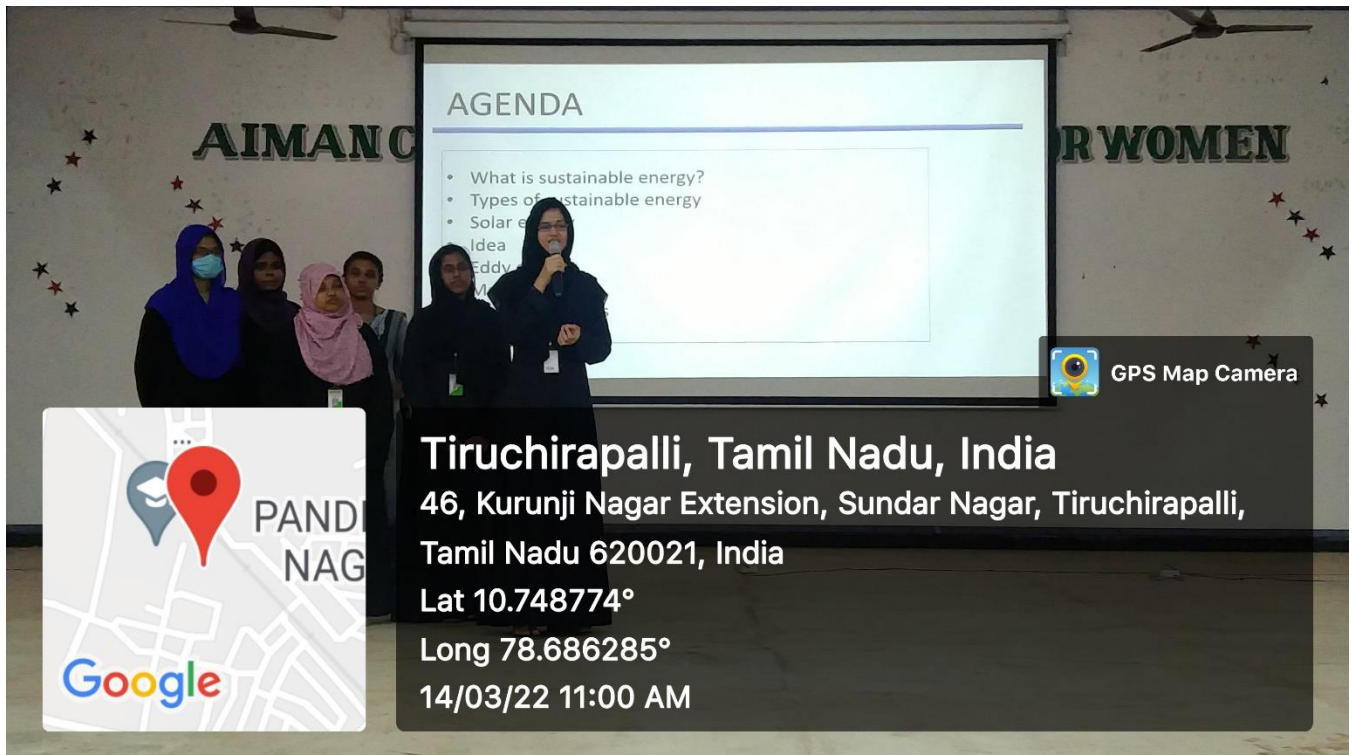 AGENDA
AIMAN C
R WOMEN
• What is sustainable energy?
• Types of sustainable energy
• Solar
• Idea
Eddy
GPS Map Camera
Tiruchirapalli, Tamil Nadu, India
46, Kurunji Nagar Extension, Sundar Nagar, Tiruchirapalli,
Tamil Nadu 620021, India
Lat 10.748774°
Long 78.686285°
14/03/22 11:00 AM
PANDI
NAG
Google